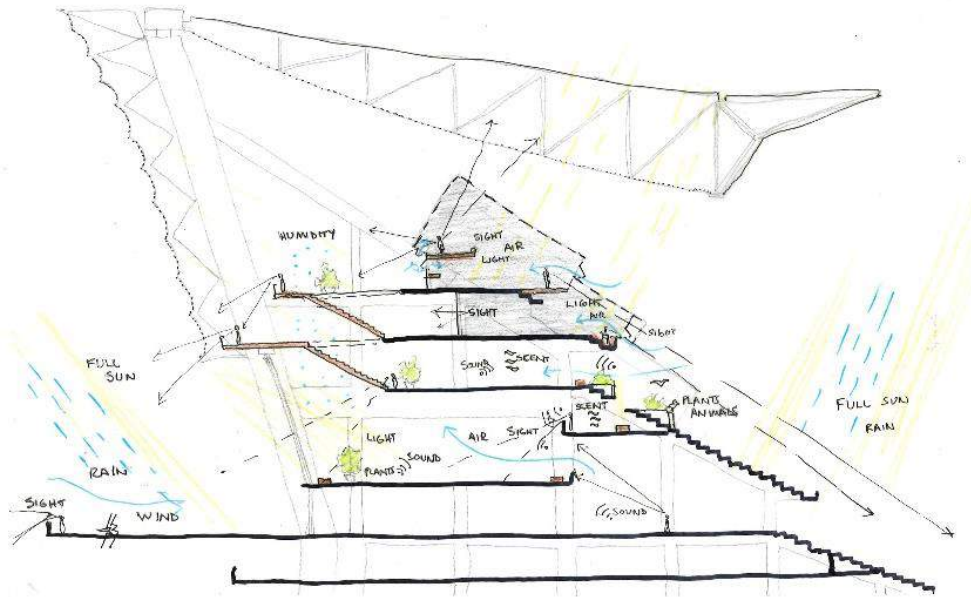 HUMIDITY
SIGHT
AIR
LIGHT
LIGHT
AIR
SIGHT
SIGHT
SOUND
SCENT
FULL
SUN
PLANTS
ANIMALS
SCENT
FULL SUN
RAIN
LIGHT
AIR
SIGHT
PLANTS
SOUND
RAIN
SIGHT
WIND
SOUND